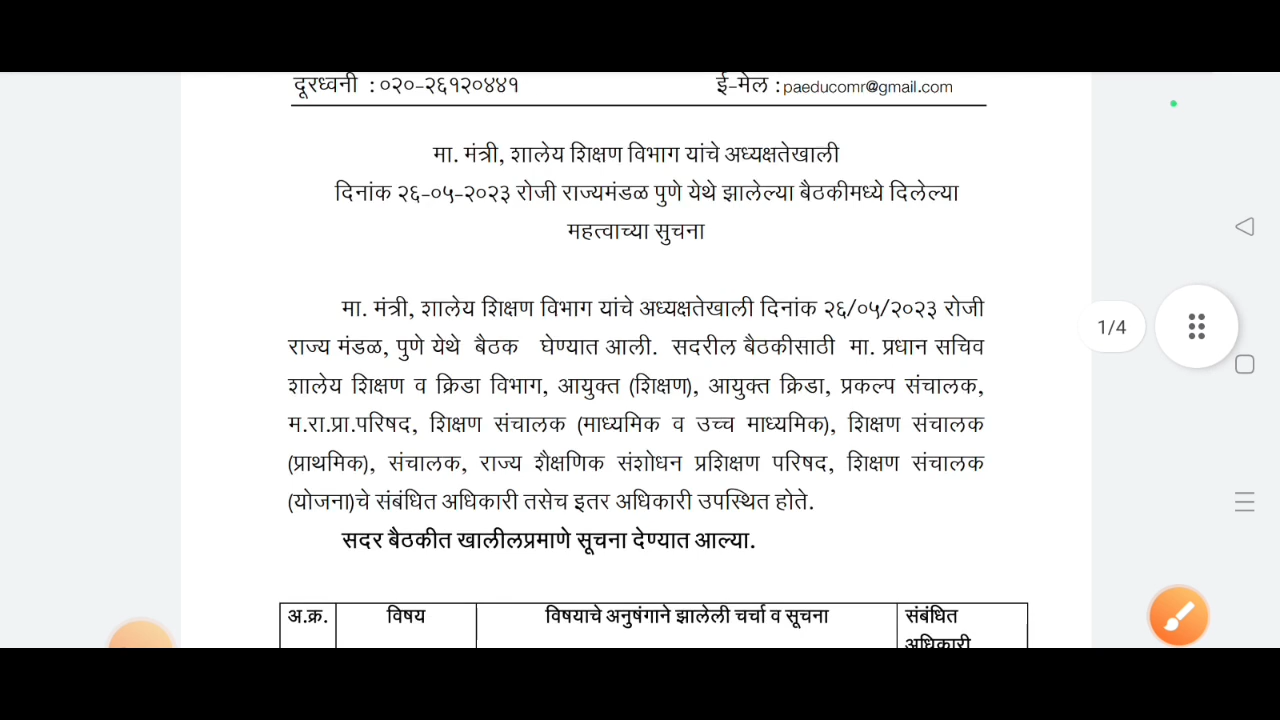 दूरध्वनी : ०२०-२६१२०४४१ ई-मेल : paeducomr@gmail.com
मा. मंत्री, शालेय शिक्षण विभाग यांचे अध्यक्षतेखाली
दिनांक २६-०५-२०२३ रोजी राज्यमंडळ पुणे येथे झालेल्या बैठकीमध्ये दिलेल्या
महत्वाच्या सुचना
मा. मंत्री, शालेय शिक्षण विभाग यांचे अध्यक्षतेखाली दिनांक २६/०५/२०२३ रोजी
राज्य मंडळ, पुणे येथे बैठक घेण्यात आली. सदरील बैठकीसाठी मा. प्रधान सचिव
शालेय शिक्षण व क्रिडा विभाग, आयुक्त (शिक्षण), आयुक्त क्रिडा, प्रकल्प संचालक,
म.रा.प्रा.परिषद, शिक्षण संचालक (माध्यमिक व उच्च माध्यमिक), शिक्षण संचालक
(प्राथमिक), संचालक, राज्य शैक्षणिक संशोधन प्रशिक्षण परिषद, शिक्षण संचालक
(योजना)चे संबंधित अधिकारी तसेच इतर अधिकारी उपस्थित होते.
सदर बैठकीत खालीलप्रमाणे सूचना देण्यात आल्या.
अ.क्र. विषय विषयाचे अनुषंगाने झालेली चर्चा व सूचना संबंधित
अधिकारी
1/4